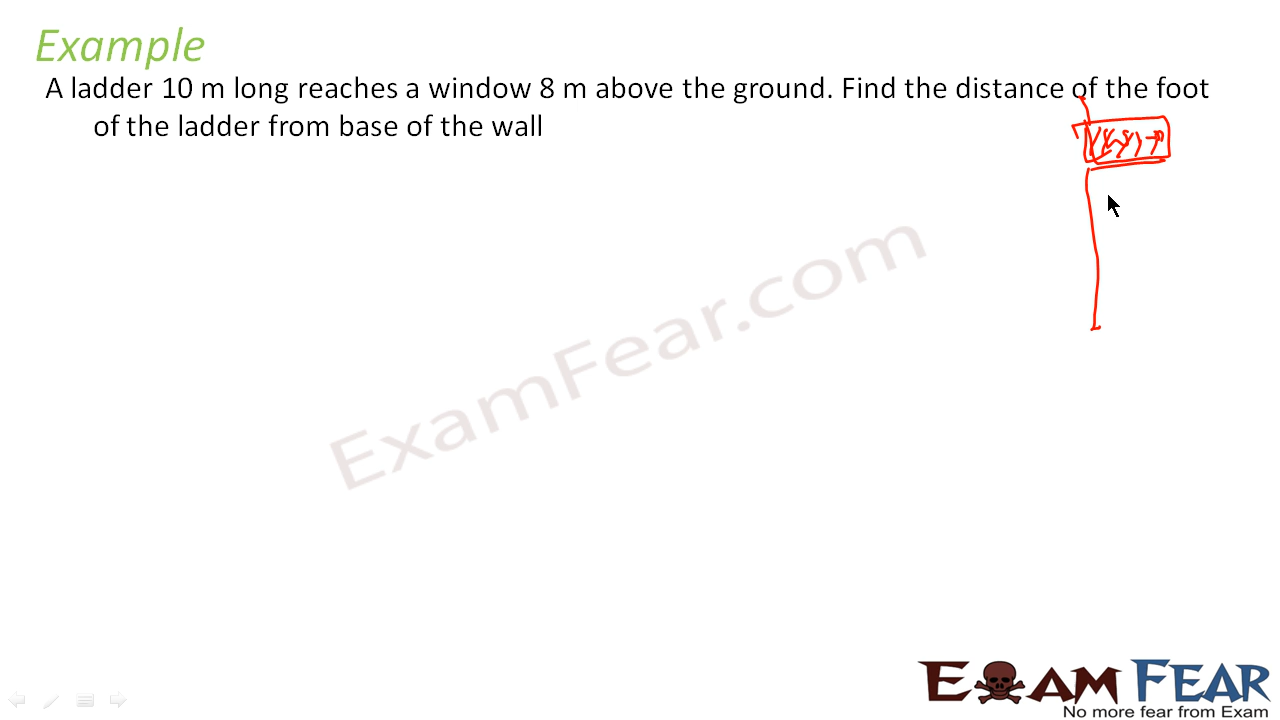 Example
A ladder 10 m long reaches a window 8 m above the ground. Find the distance of the foot
of the ladder from base of the wall
ExamFear.com
EXAM FEAR
No more fear from Exam